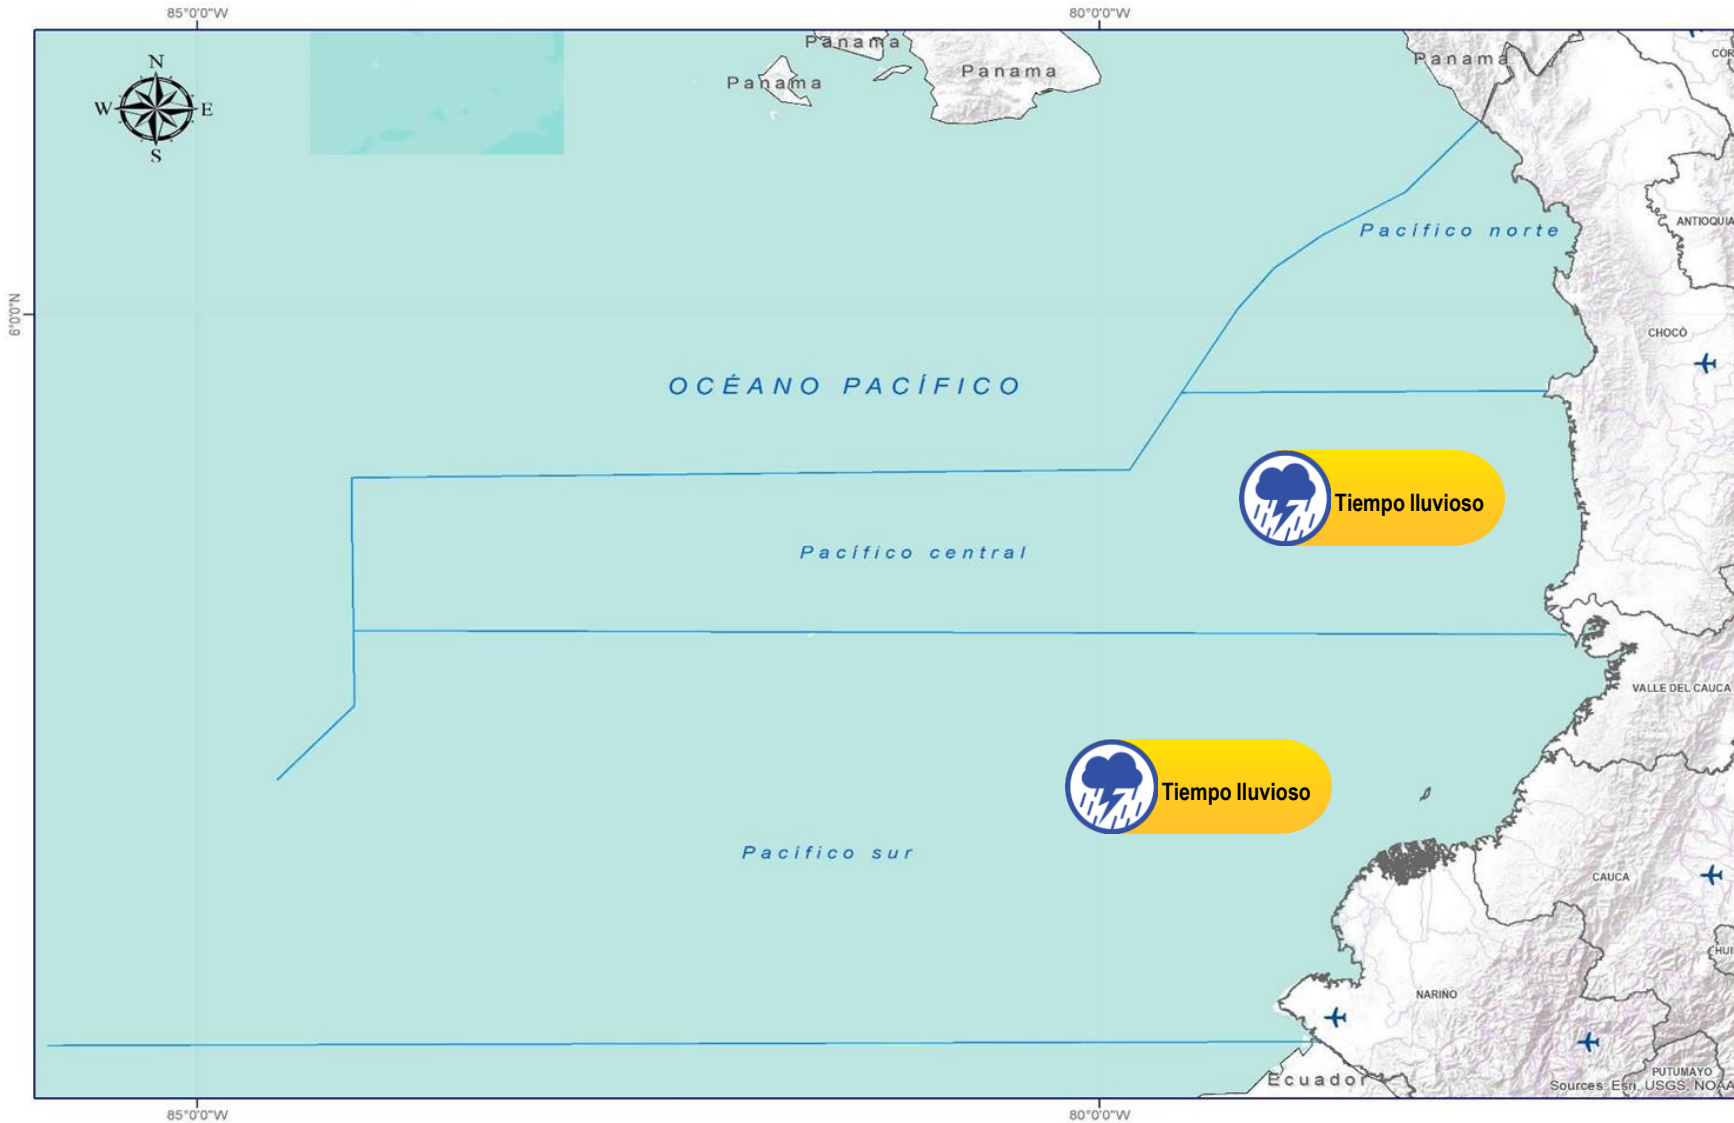 85°0'0"W
80°0'0"W
N
W
E
S
Panama
Panama
Panama
Panama
ANTIOQUIA
Pacífico norte
6°0'0"N
CHOCÓ
OCÉANO PACÍFICO
Tiempo lluvioso
Pacífico central
VALLE DEL CAUCA
Tiempo lluvioso
Pacífico sur
CAUCA
NARIÑO
Ecuador
PUTUMAYO
Sources: Esri, USGS, NOAA
85°0'0"W
80°0'0"W